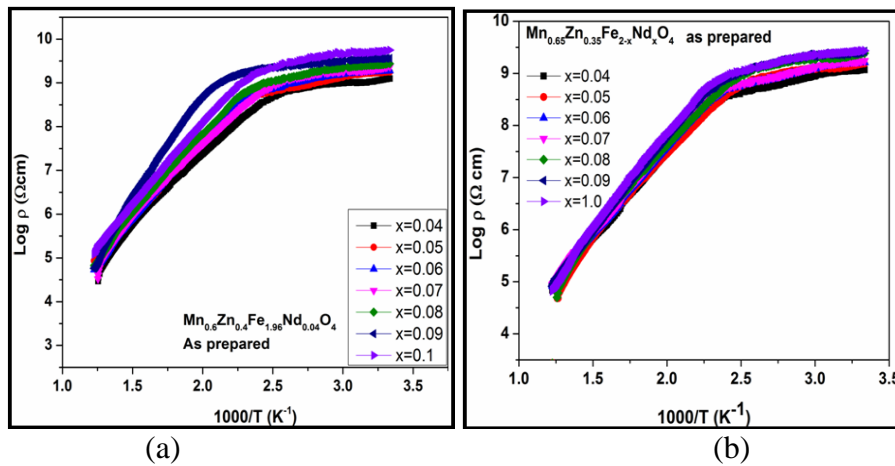 10
9
8
7
6
5
4
3
Log ρ (Ωcm)
1.0 1.5 2.0 2.5 3.0 3.5
1000/T (K⁻¹)
Mn₀.₆Zn₀.₄Fe₁.₉₆Nd₀.₀₄O₄
As prepared
x=0.04
x=0.05
x=0.06
x=0.07
x=0.08
x=0.09
x=0.1
(a)
Mn₀.₆₅Zn₀.₃₅Fe₂₋ₓNdₓO₄ as prepared
10
9
8
7
6
5
4
Log ρ (Ωcm)
x=0.04
x=0.05
x=0.06
x=0.07
x=0.08
x=0.09
x=1.0
1.0 1.5 2.0 2.5 3.0 3.5
1000/T (K⁻¹)
(b)